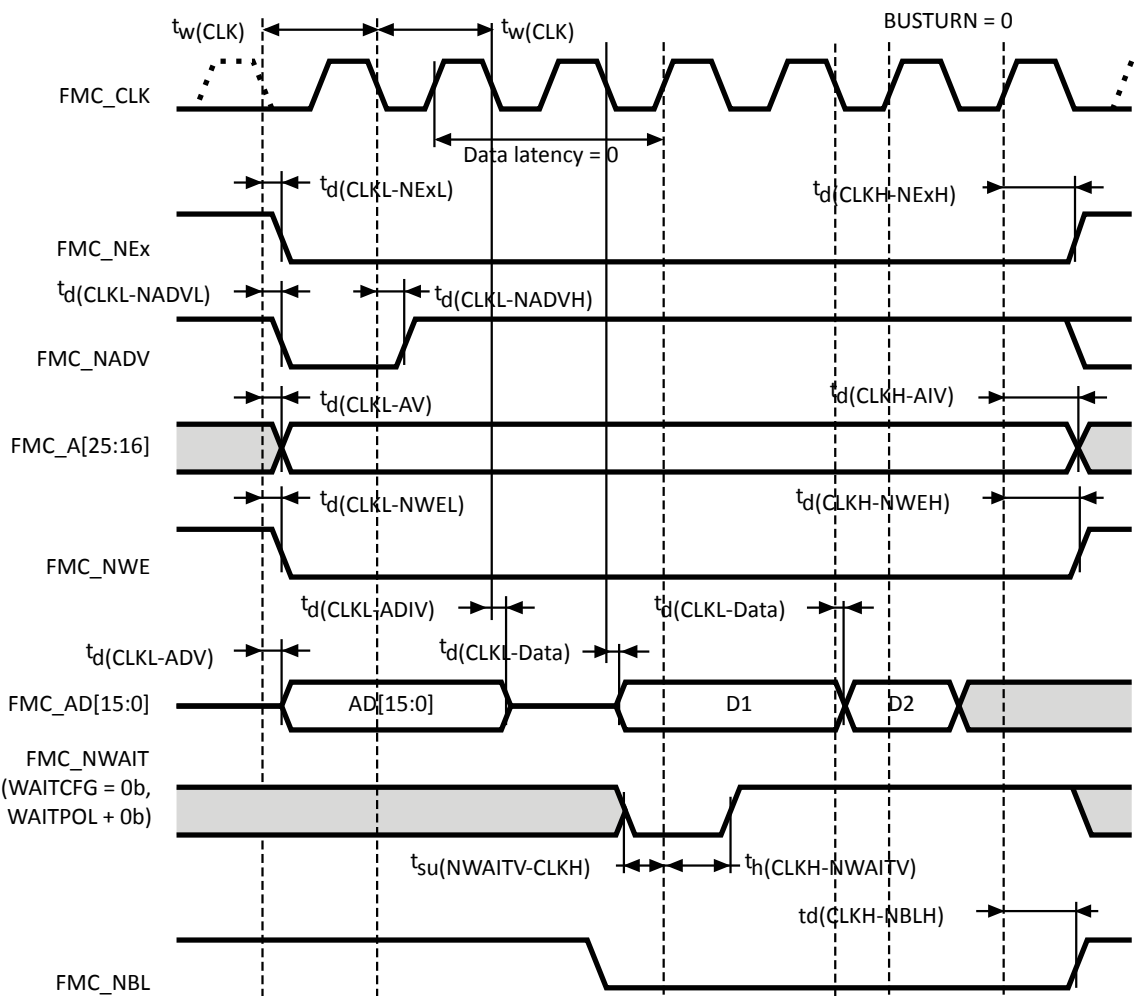 BUSTURN = 0
tw(CLK) tw(CLK)
FMC_CLK
Data latency = 0
td(CLKL-NExL) td(CLKH-NExH)
FMC_NEx
td(CLKL-NADVL) td(CLKL-NADVH)
FMC_NADV
td(CLKL-AV) td(CLKH-AIV)
FMC_A[25:16]
td(CLKL-NWEL) td(CLKH-NWEH)
FMC_NWE
td(CLKL-ADIV) td(CLKL-Data)
td(CLKL-ADV) td(CLKL-Data)
FMC_AD[15:0] AD[15:0] D1 D2
FMC_NWAIT
(WAITCFG = 0b,
WAITPOL + 0b)
tsu(NWAITV-CLKH) th(CLKH-NWAITV)
td(CLKH-NBLH)
FMC_NBL